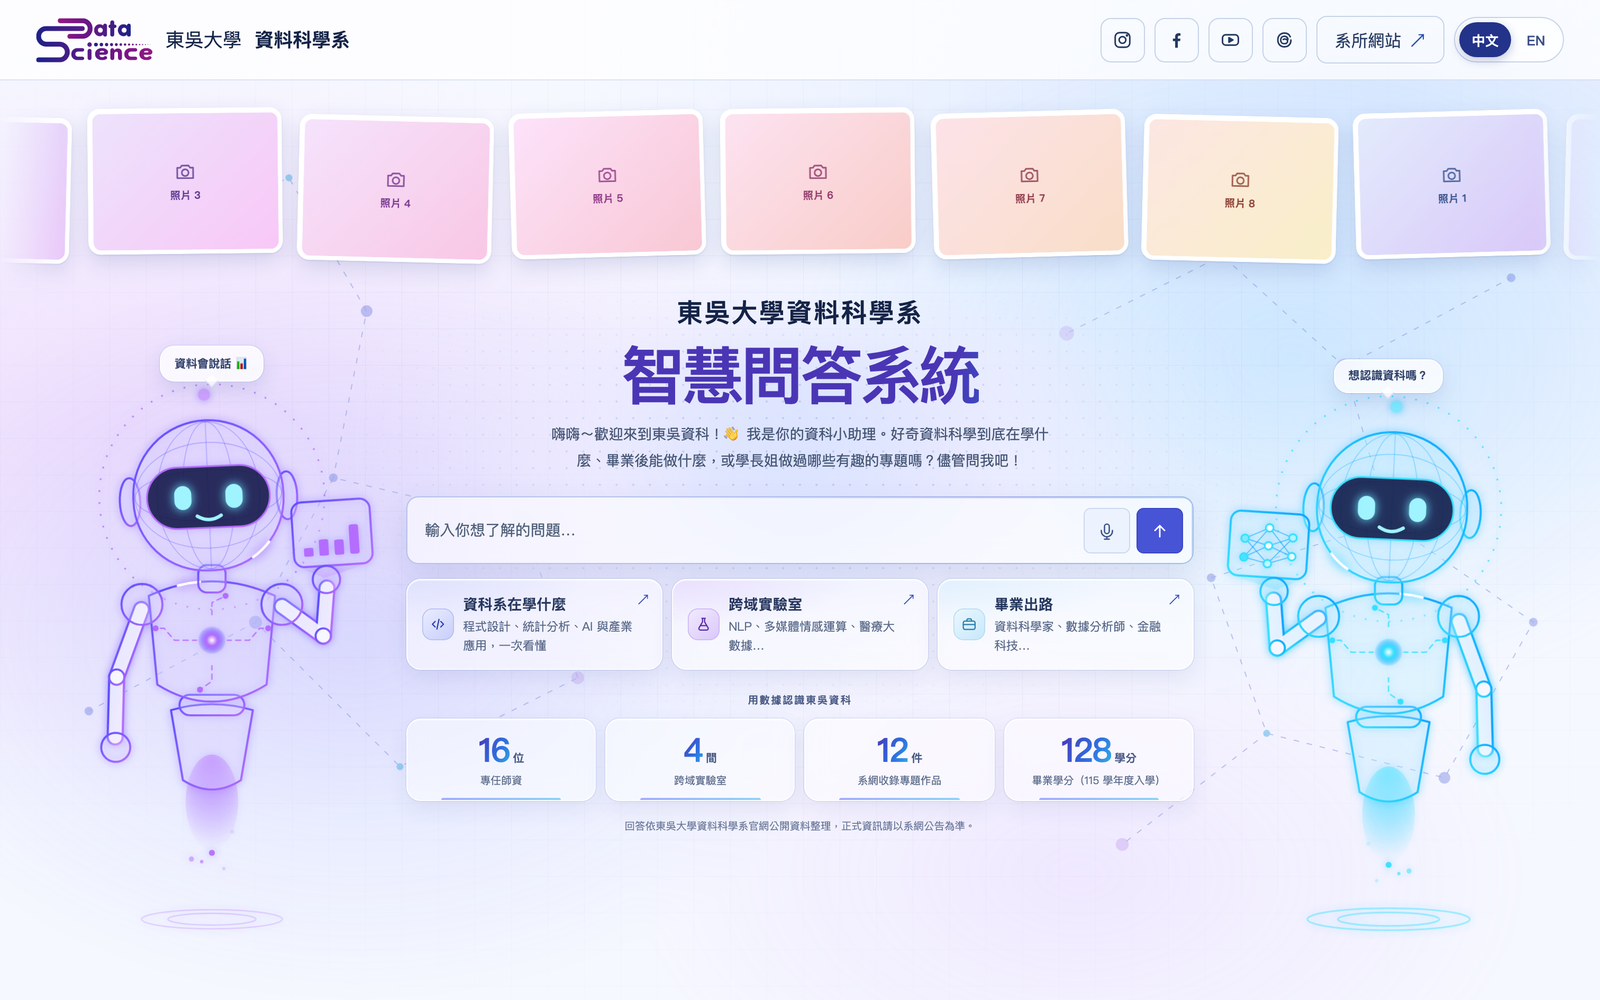 Data
Science
東吳大學 資料科學系
系所網站
中文
EN
照片 3
照片 4
照片 5
照片 6
照片 7
照片 8
照片 1
東吳大學資料科學系
智慧問答系統
嗨嗨～歡迎來到東吳資科！👋 我是你的資科小助理。好奇資料科學到底在學什
麼、畢業後能做什麼，或學長姐做過哪些有趣的專題嗎？儘管問我吧！
資料會說話 📊
想認識資科嗎？
輸入你想了解的問題…
資科系在學什麼
程式設計、統計分析、AI 與產業
應用，一次看懂
跨域實驗室
NLP、多媒體情感運算、醫療大
數據…
畢業出路
資料科學家、數據分析師、金融
科技…
用數據認識東吳資科
16 位
專任師資
4 間
跨域實驗室
12 件
系網收錄專題作品
128 學分
畢業學分（115 學年度入學）
回答依東吳大學資料科學系官網公開資料整理，正式資訊請以系網公告為準。